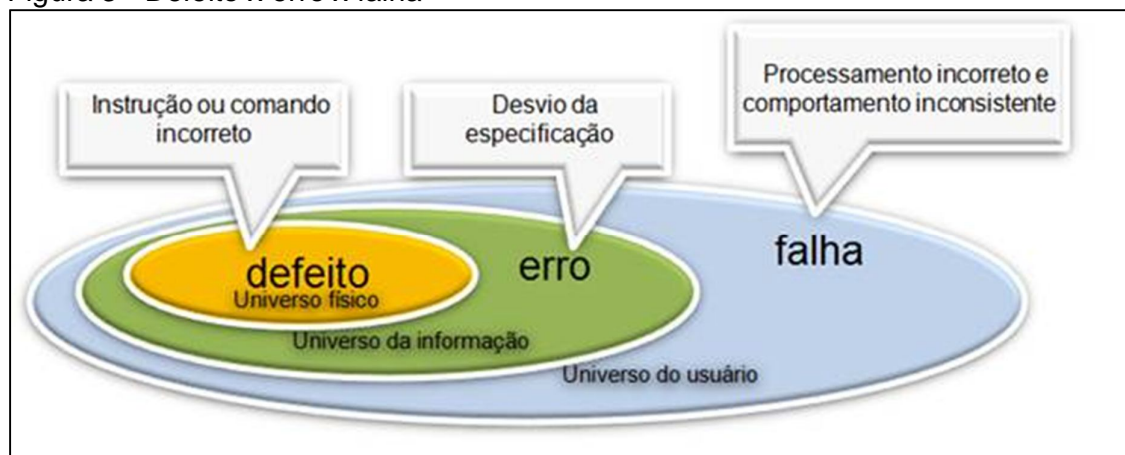 Figura 3 - Defeito x erro x falha
Instrução ou comando
incorreto
Desvio da
especificação
Processamento incorreto e
comportamento inconsistente
defeito
Universo físico
erro
Universo da informação
falha
Universo do usuário